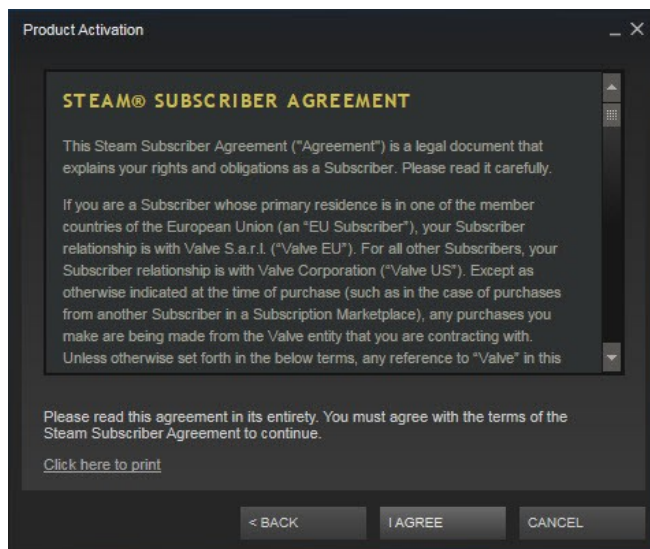 Product Activation
STEAM® SUBSCRIBER AGREEMENT
This Steam Subscriber Agreement ("Agreement") is a legal document that
explains your rights and obligations as a Subscriber. Please read it carefully.
If you are a Subscriber whose primary residence is in one of the member
countries of the European Union (an “EU Subscriber”), your Subscriber
relationship is with Valve S.a.r.l. (“Valve EU”). For all other Subscribers, your
Subscriber relationship is with Valve Corporation (“Valve US”). Except as
otherwise indicated at the time of purchase (such as in the case of purchases
from another Subscriber in a Subscription Marketplace), any purchases you
make are being made from the Valve entity that you are contracting with.
Unless otherwise set forth in the below terms, any reference to “Valve” in this
Please read this agreement in its entirety. You must agree with the terms of the
Steam Subscriber Agreement to continue.
Click here to print
< BACK
I AGREE
CANCEL